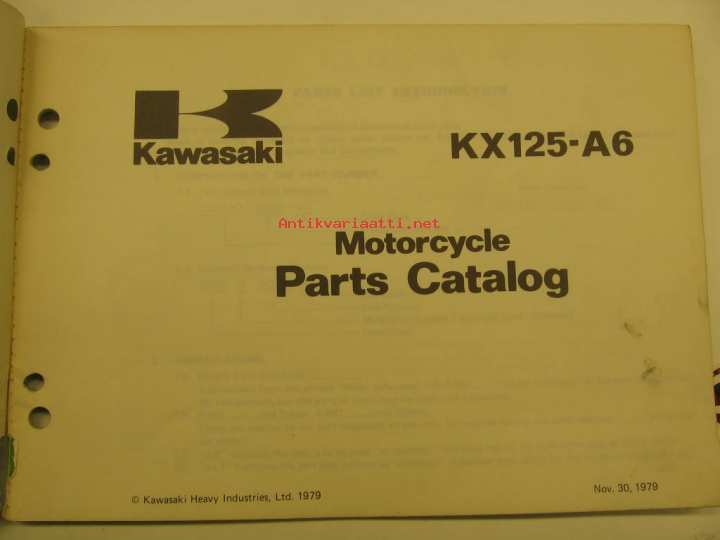 Kawasaki
KX125-A6
Antikvariaatti.net
Motorcycle
Parts Catalog
© Kawasaki Heavy Industries, Ltd. 1979
Nov. 30, 1979